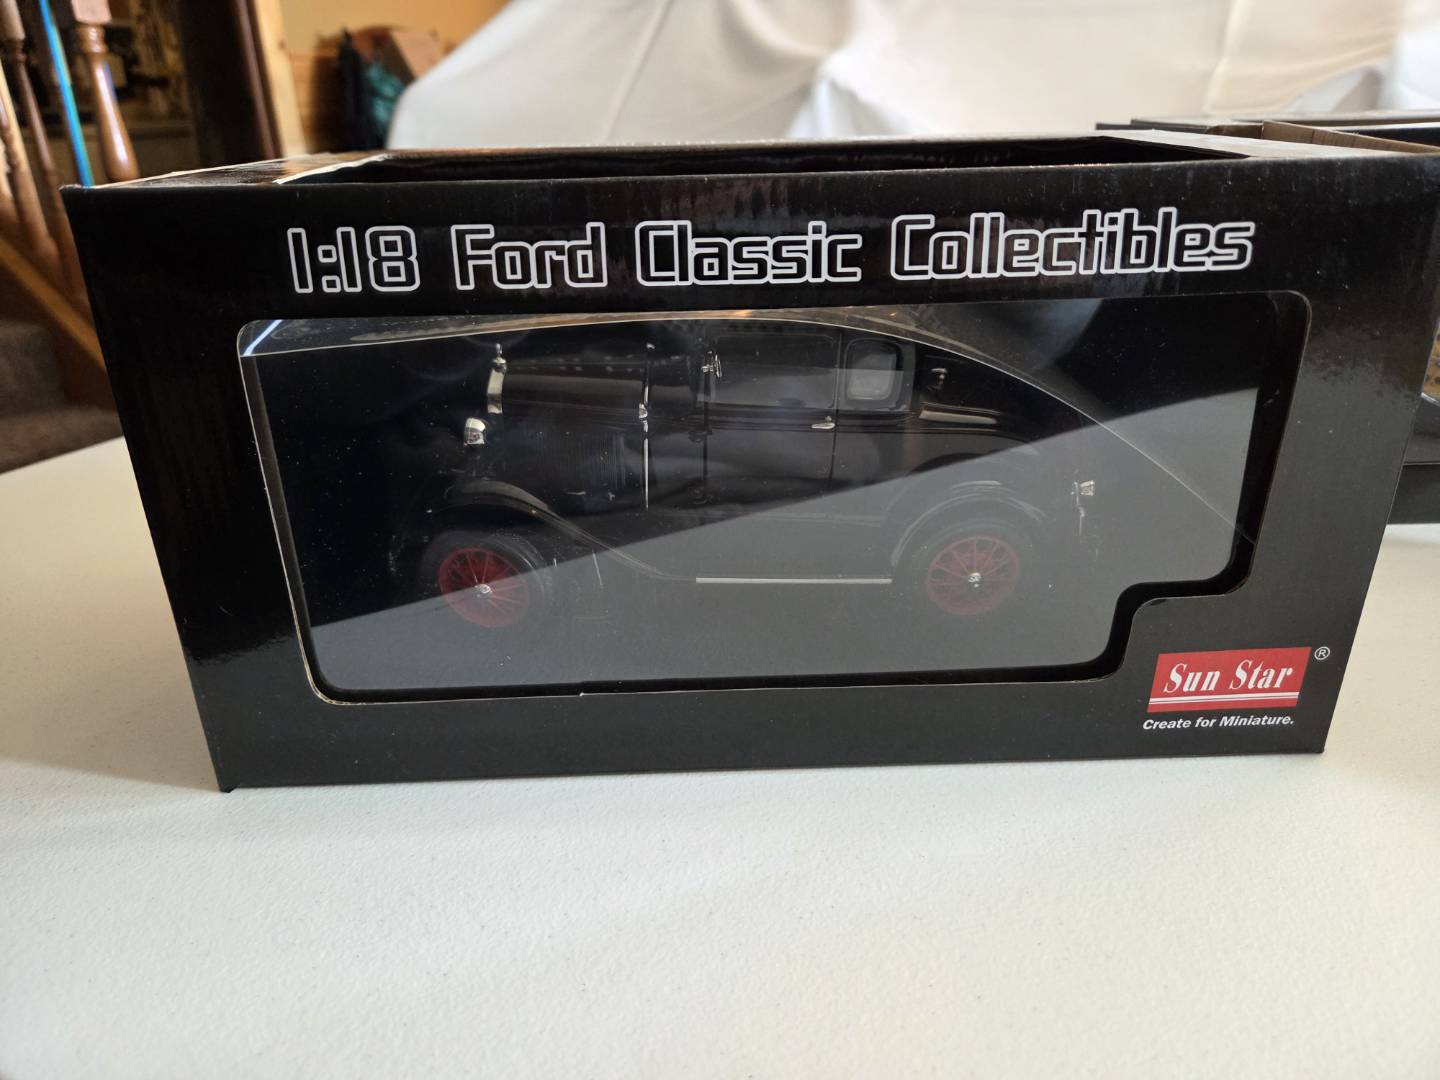 1:18 Ford Classic Collectibles
Sun Star ®
Create for Miniature.